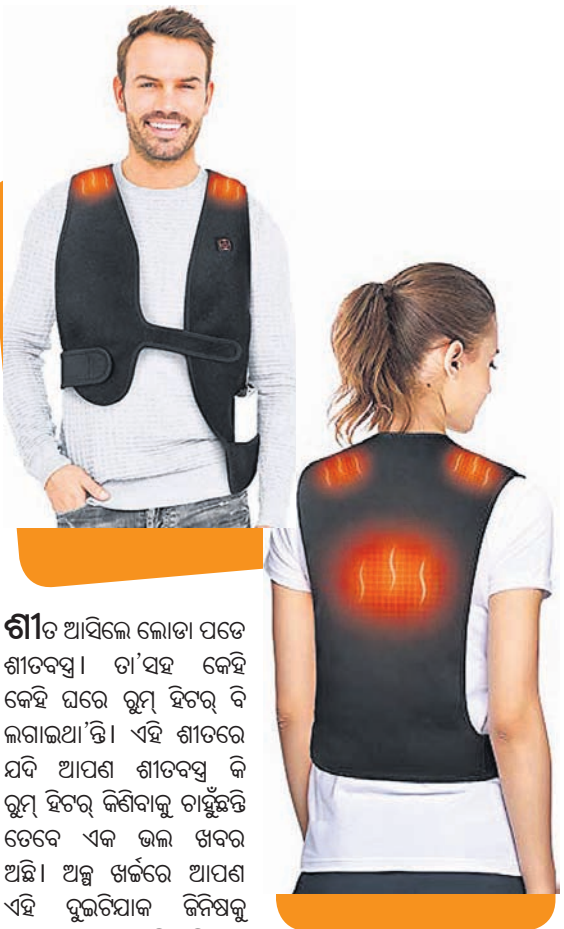 ଶୀତ ଆସିଲେ ଲୋଡା ପଡେ
ଶୀତବସ୍ତ୍ର। ତା’ସହ କେହି
କେହି ଘରେ ରୁମ୍ ହିଟର୍ ବି
ଲଗାଇଥା’ନ୍ତି। ଏହି ଶୀତରେ
ଯଦି ଆପଣ ଶୀତବସ୍ତ୍ର କି
ରୁମ୍ ହିଟର୍ କିଣିବାକୁ ଚାହୁଁଛନ୍ତି
ତେବେ ଏକ ଭଲ ଖବର
ଅଛି। ଅଳ୍ପ ଖର୍ଚ୍ଚରେ ଆପଣ
ଏହି ଦୁଇଟିଯାକ ଜିନିଷକୁ